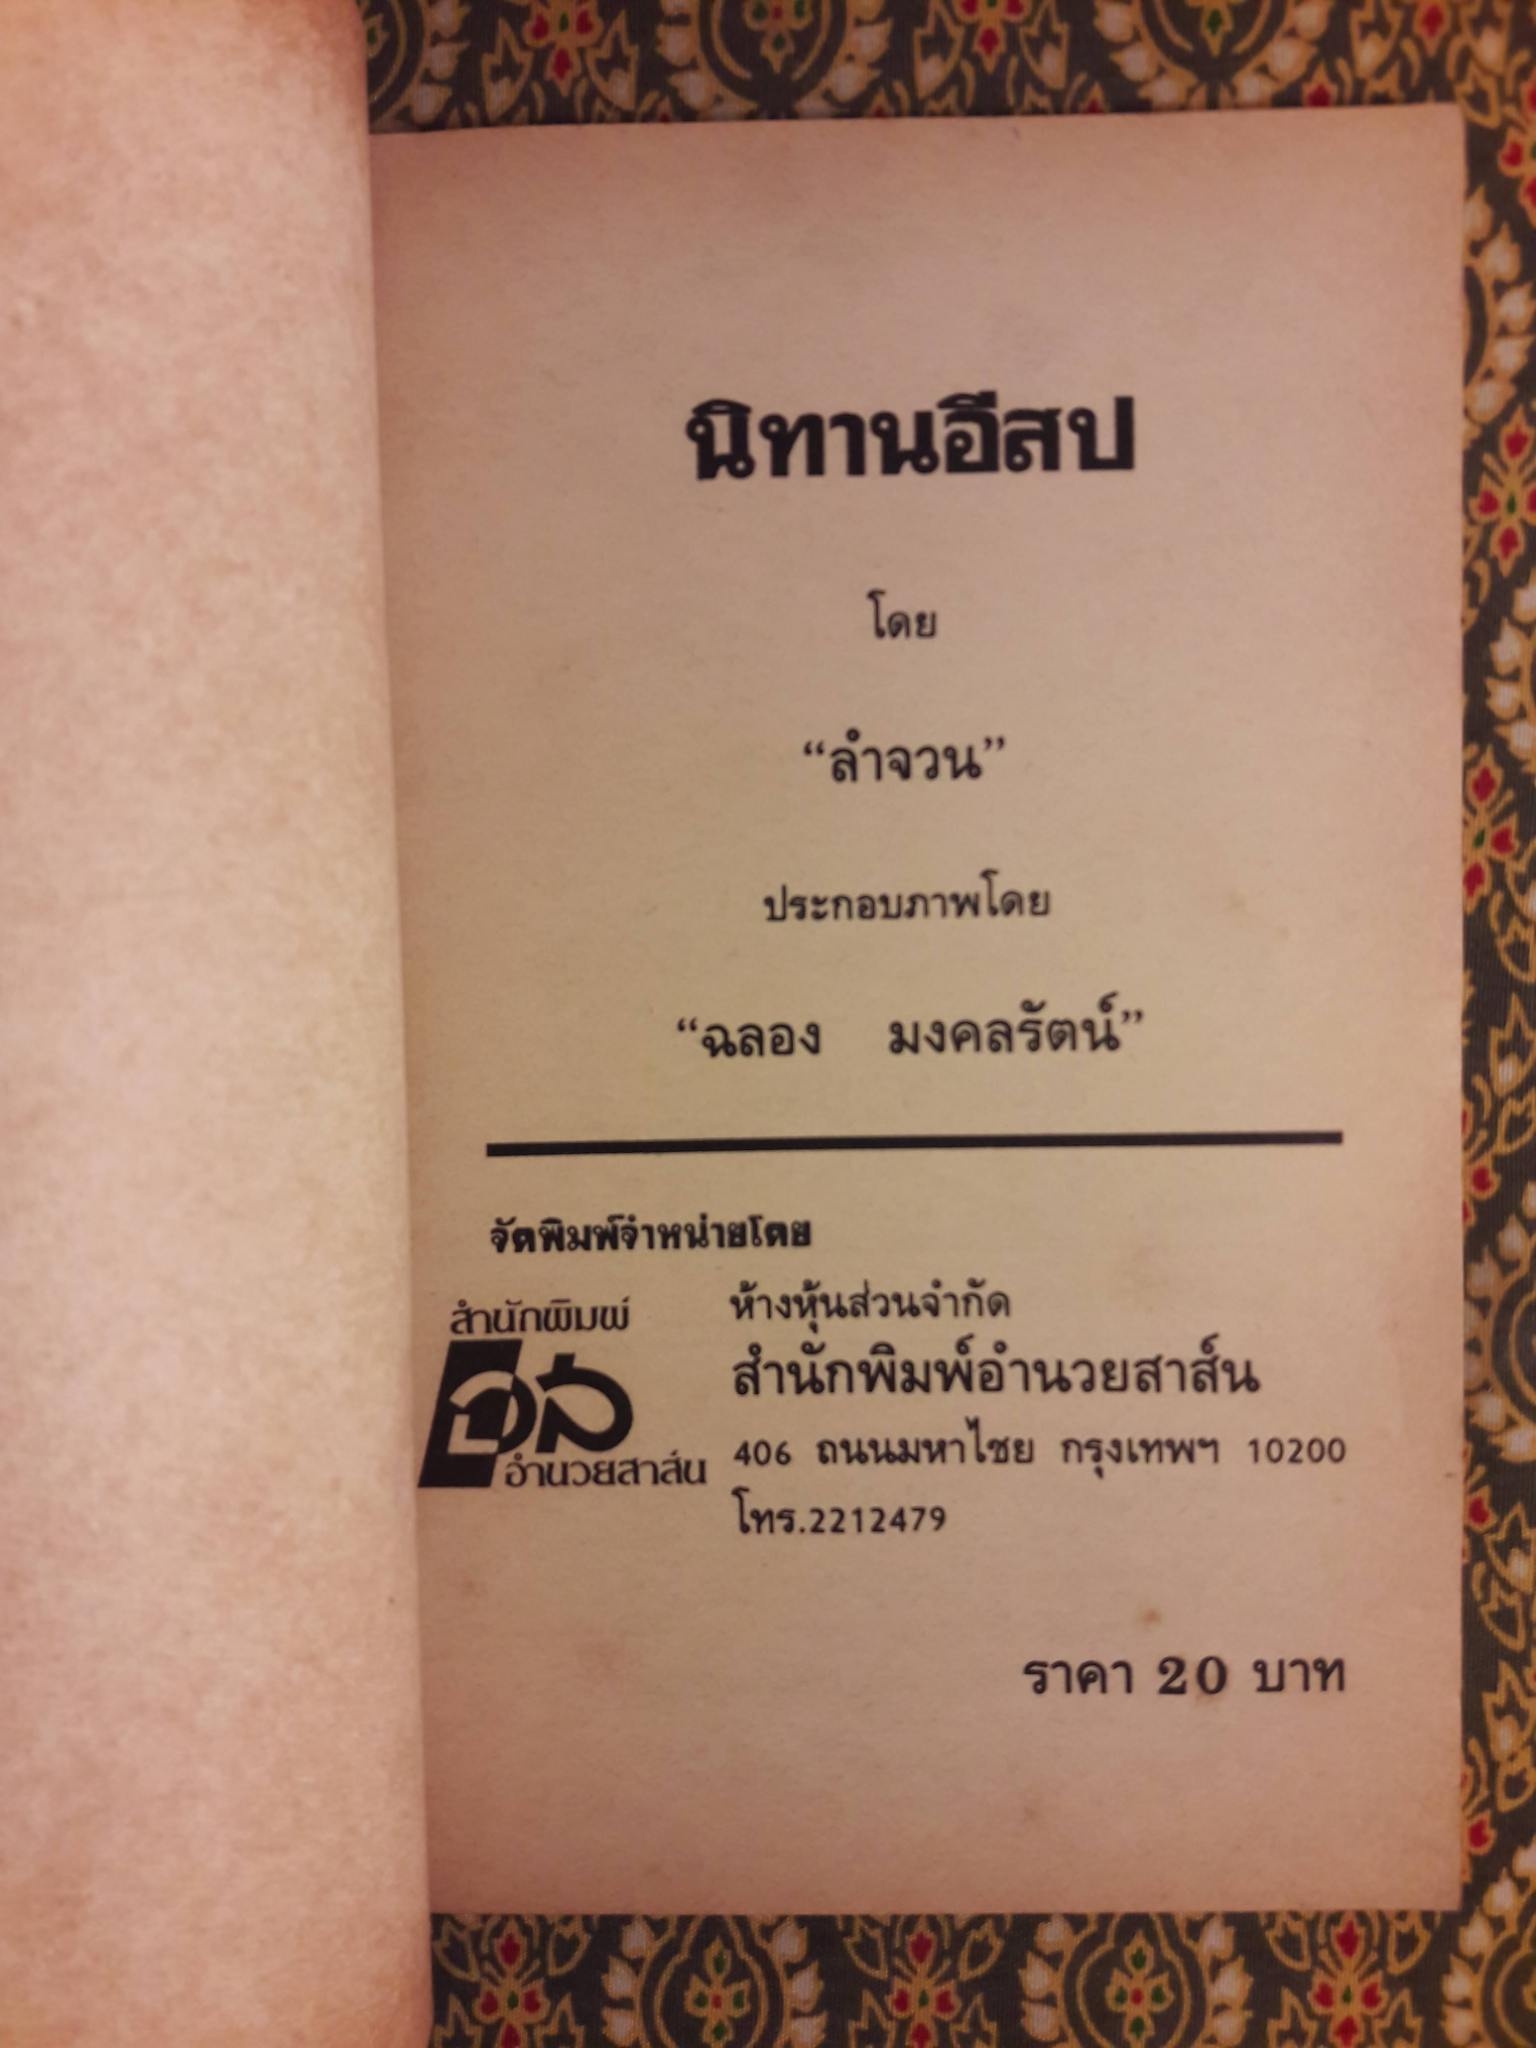 นิทานอีสป
โดย
“ลำจวน”
ประกอบภาพโดย
“ฉลอง มงคลรัตน์”
จัดพิมพ์จำหน่ายโดย
สำนักพิมพ์
อส
อำนวยสาส์น
ห้างหุ้นส่วนจำกัด
สำนักพิมพ์อำนวยสาส์น
406 ถนนมหาไชย กรุงเทพฯ 10200
โทร.2212479
ราคา 20 บาท